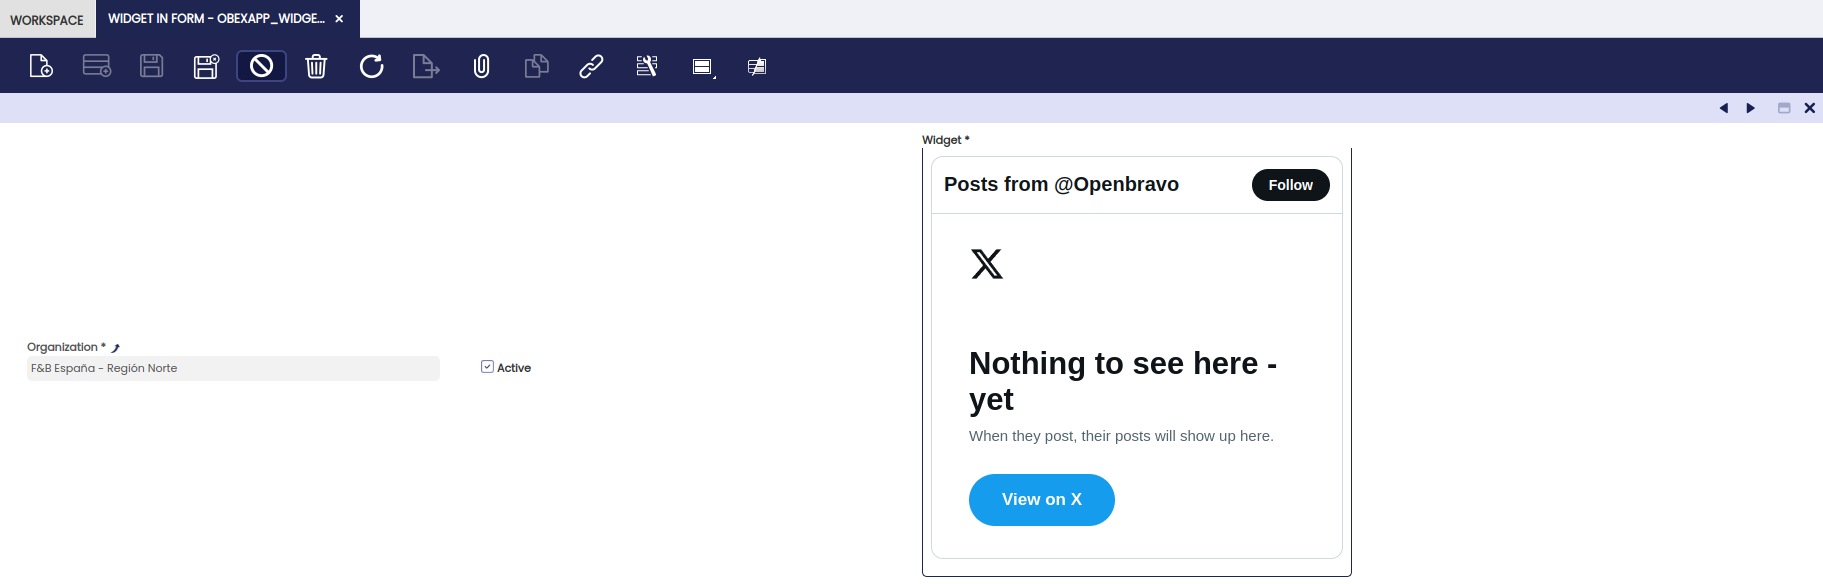 WORKSPACE
WIDGET IN FORM - OBEXAPP_WIDGE...
Widget *
Posts from @Openbravo
Follow
Organization *
F&B España - Región Norte
Active
Nothing to see here -
yet
When they post, their posts will show up here.
View on X